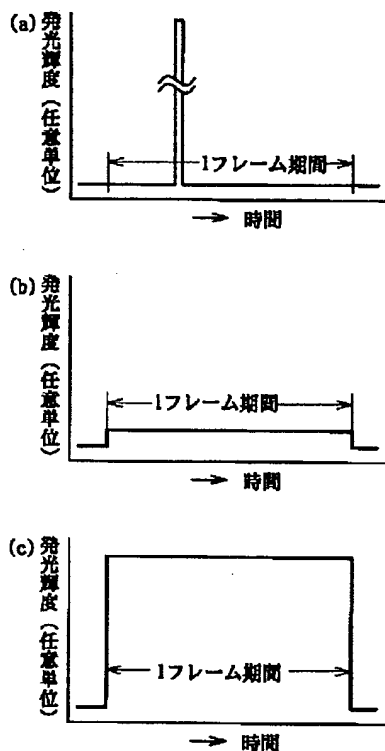 (a)
発光輝度(任意単位)
1フレーム期間
時間
(b)
発光輝度(任意単位)
1フレーム期間
時間
(c)
発光輝度(任意単位)
1フレーム期間
時間